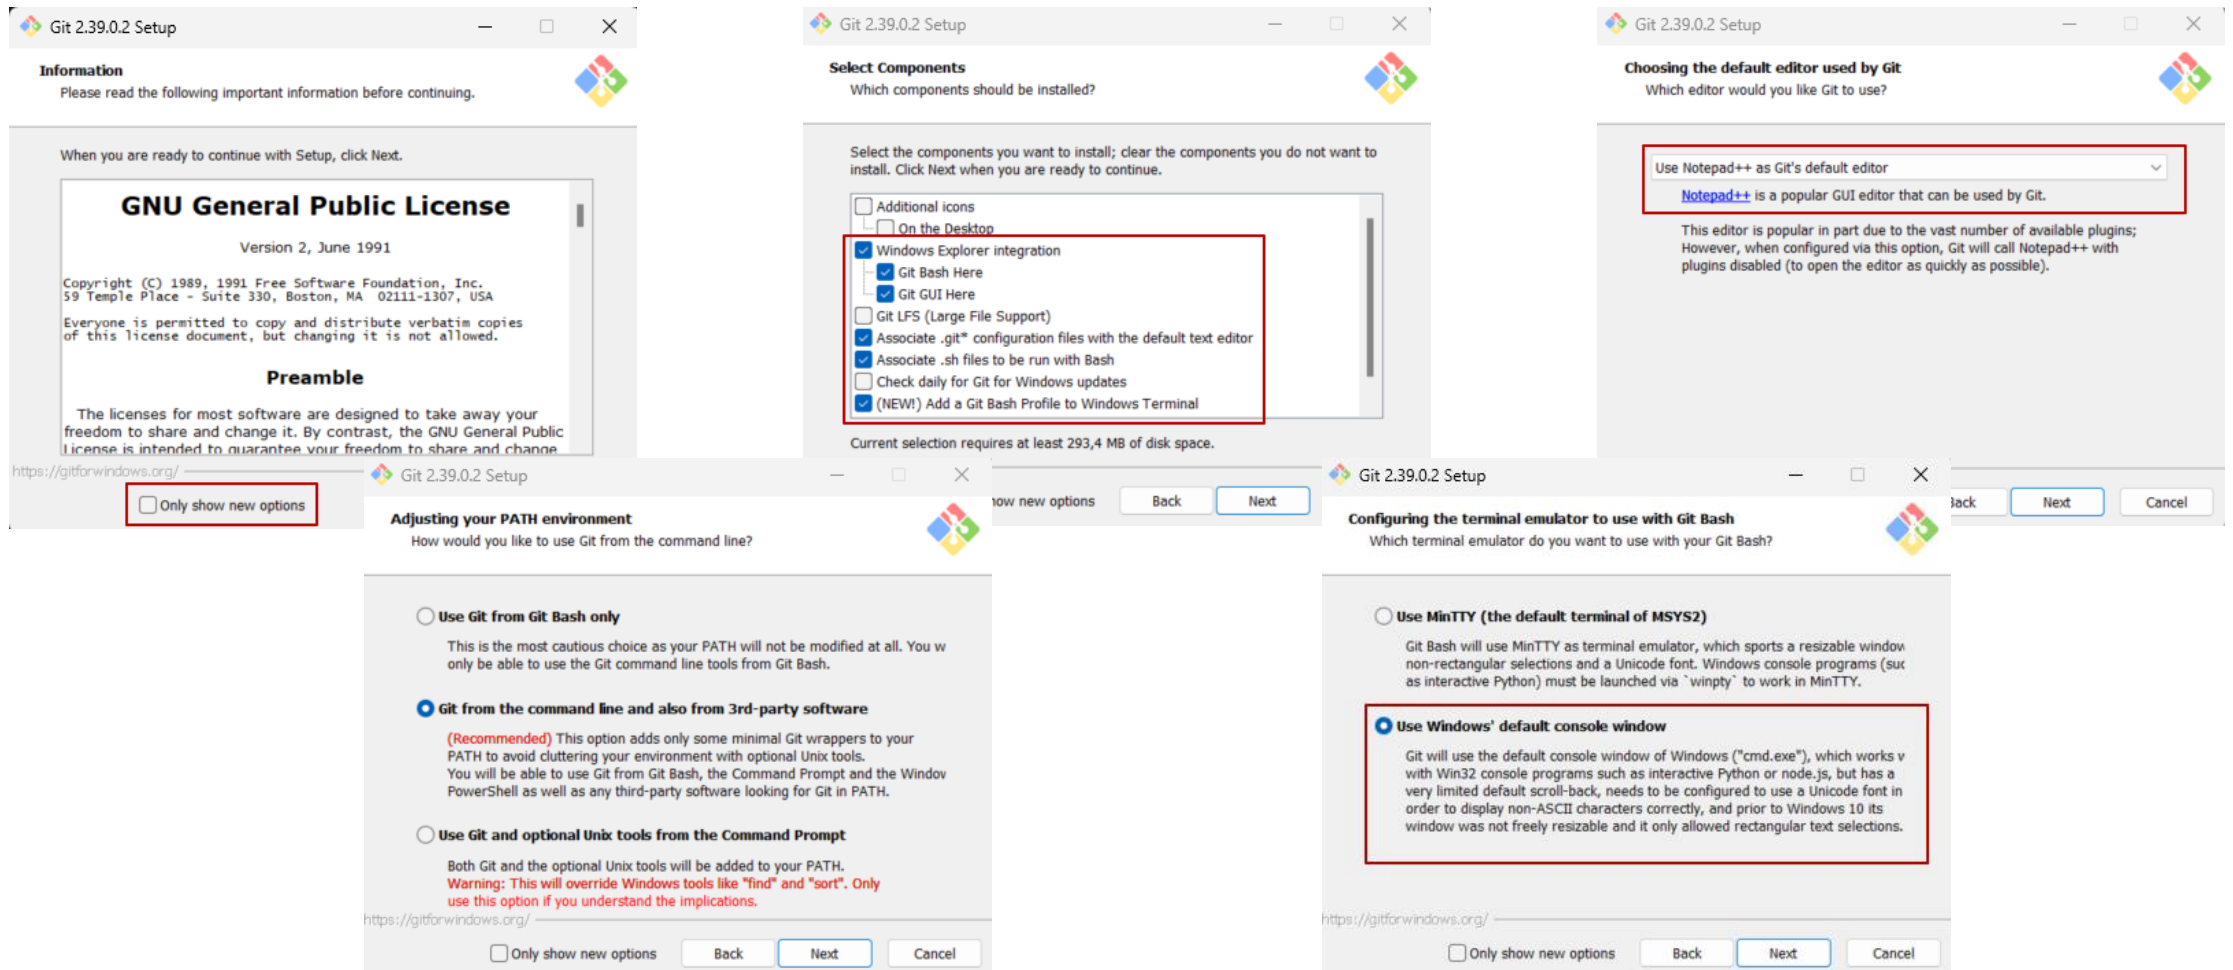 Git 2.39.0.2 Setup
Information
Please read the following important information before continuing.
When you are ready to continue with Setup, click Next.
GNU General Public License
Version 2, June 1991
Copyright (C) 1989, 1991 Free Software Foundation, Inc.
59 Temple Place - Suite 330, Boston, MA  02111-1307, USA
Everyone is permitted to copy and distribute verbatim copies
of this license document, but changing it is not allowed.
Preamble
The licenses for most software are designed to take away your
freedom to share and change it. By contrast, the GNU General Public
License is intended to guarantee your freedom to share and change
https://gitforwindows.org/
Only show new options
Git 2.39.0.2 Setup
Select Components
Which components should be installed?
Select the components you want to install; clear the components you do not want to
install. Click Next when you are ready to continue.
Additional icons
On the Desktop
Windows Explorer integration
Git Bash Here
Git GUI Here
Git LFS (Large File Support)
Associate .git* configuration files with the default text editor
Associate .sh files to be run with Bash
Check daily for Git for Windows updates
(NEW!) Add a Git Bash Profile to Windows Terminal
Current selection requires at least 293,4 MB of disk space.
how new options Back Next
Git 2.39.0.2 Setup
Choosing the default editor used by Git
Which editor would you like Git to use?
Use Notepad++ as Git's default editor
Notepad++ is a popular GUI editor that can be used by Git.
This editor is popular in part due to the vast number of available plugins;
However, when configured via this option, Git will call Notepad++ with
plugins disabled (to open the editor as quickly as possible).
Back Next Cancel
Git 2.39.0.2 Setup
Adjusting your PATH environment
How would you like to use Git from the command line?
Use Git from Git Bash only
This is the most cautious choice as your PATH will not be modified at all. You w
only be able to use the Git command line tools from Git Bash.
Git from the command line and also from 3rd-party software
(Recommended) This option adds only some minimal Git wrappers to your
PATH to avoid cluttering your environment with optional Unix tools.
You will be able to use Git from Git Bash, the Command Prompt and the Window
PowerShell as well as any third-party software looking for Git in PATH.
Use Git and optional Unix tools from the Command Prompt
Both Git and the optional Unix tools will be added to your PATH.
Warning: This will override Windows tools like "find" and "sort". Only
use this option if you understand the implications.
https://gitforwindows.org/
Only show new options Back Next Cancel
Git 2.39.0.2 Setup
Configuring the terminal emulator to use with Git Bash
Which terminal emulator do you want to use with your Git Bash?
Use MinTTY (the default terminal of MSYS2)
Git Bash will use MinTTY as terminal emulator, which sports a resizable window
non-rectangular selections and a Unicode font. Windows console programs (suc
as interactive Python) must be launched via `winpty` to work in MinTTY.
Use Windows' default console window
Git will use the default console window of Windows ("cmd.exe"), which works v
with Win32 console programs such as interactive Python or node.js, but has a
very limited default scroll-back, needs to be configured to use a Unicode font in
order to display non-ASCII characters correctly, and prior to Windows 10 its
window was not freely resizable and it only allowed rectangular text selections.
https://gitforwindows.org/
Only show new options Back Next Cancel